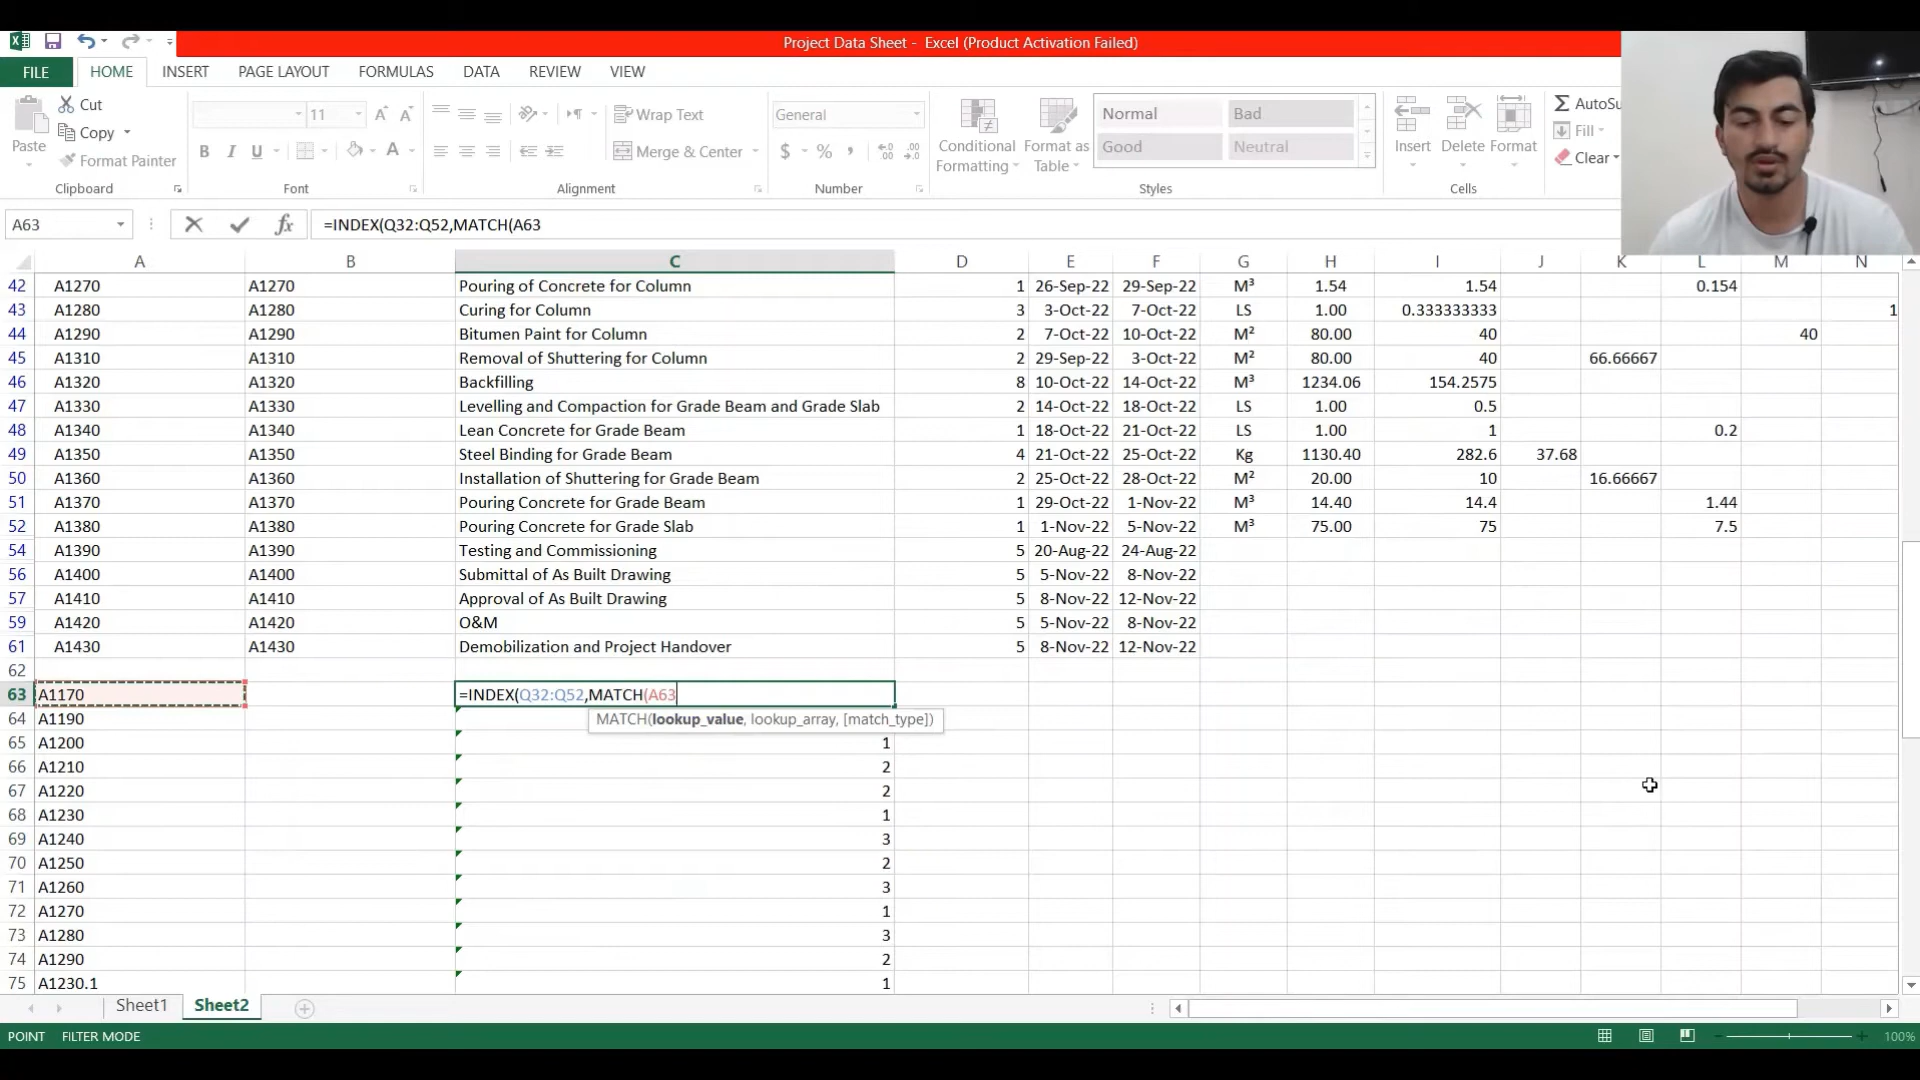 Project Data Sheet - Excel (Product Activation Failed)
FILE HOME INSERT PAGE LAYOUT FORMULAS DATA REVIEW VIEW
Paste Cut Copy Format Painter
11
Wrap Text Merge & Center
General
$ %
Conditional Formatting Format as Table
Normal Bad
Good Neutral
Insert Delete Format
AutoSu
Fill
Clear
Clipboard Font Alignment Number Styles Cells
A63 fx =INDEX(Q32:Q52,MATCH(A63
A B C D E F G H I J K L M N
42 A1270 A1270 Pouring of Concrete for Column 1 26-Sep-22 29-Sep-22 M³ 1.54 1.54 0.154
43 A1280 A1280 Curing for Column 3 3-Oct-22 7-Oct-22 LS 1.00 0.333333333 1
44 A1290 A1290 Bitumen Paint for Column 2 7-Oct-22 10-Oct-22 M² 80.00 40 40
45 A1310 A1310 Removal of Shuttering for Column 2 29-Sep-22 3-Oct-22 M² 80.00 40 66.66667
46 A1320 A1320 Backfilling 8 10-Oct-22 14-Oct-22 M³ 1234.06 154.2575
47 A1330 A1330 Levelling and Compaction for Grade Beam and Grade Slab 2 14-Oct-22 18-Oct-22 LS 1.00 0.5
48 A1340 A1340 Lean Concrete for Grade Beam 1 18-Oct-22 21-Oct-22 LS 1.00 1 0.2
49 A1350 A1350 Steel Binding for Grade Beam 4 21-Oct-22 25-Oct-22 Kg 1130.40 282.6 37.68
50 A1360 A1360 Installation of Shuttering for Grade Beam 2 25-Oct-22 28-Oct-22 M² 20.00 10 16.66667
51 A1370 A1370 Pouring Concrete for Grade Beam 1 29-Oct-22 1-Nov-22 M³ 14.40 14.4 1.44
52 A1380 A1380 Pouring Concrete for Grade Slab 1 1-Nov-22 5-Nov-22 M³ 75.00 75 7.5
54 A1390 A1390 Testing and Commissioning 5 20-Aug-22 24-Aug-22
56 A1400 A1400 Submittal of As Built Drawing 5 5-Nov-22 8-Nov-22
57 A1410 A1410 Approval of As Built Drawing 5 8-Nov-22 12-Nov-22
59 A1420 A1420 O&M 5 5-Nov-22 8-Nov-22
61 A1430 A1430 Demobilization and Project Handover 5 8-Nov-22 12-Nov-22
62
63 A1170 =INDEX(Q32:Q52,MATCH(A63
64 A1190 MATCH(lookup_value, lookup_array, [match_type])
65 A1200 1
66 A1210 2
67 A1220 2
68 A1230 1
69 A1240 3
70 A1250 2
71 A1260 3
72 A1270 1
73 A1280 3
74 A1290 2
75 A1230.1 1
Sheet1 Sheet2
POINT FILTER MODE 100%